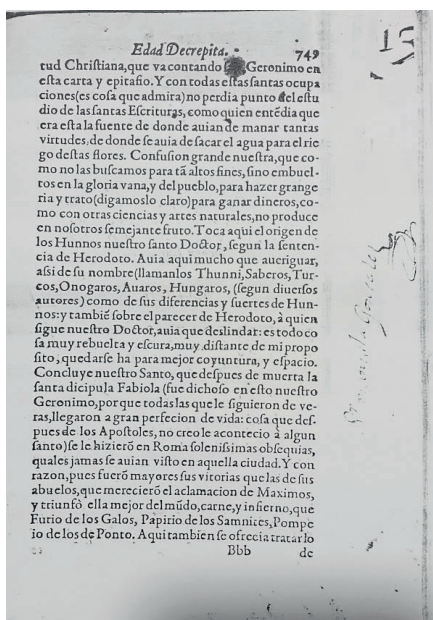 Edad Decrepita. 749
tud Chriſtiana, que va contando Geronimo en
eſta carta y epitafio. Y con todas eſtas ſantas ocupa
ciones (es coſa que admira) no perdia punto del eſtu
dio de las ſantas Eſcrituras, como quien entẽdia que
era eſta la fuente de donde auian de manar tantas
virtudes, de donde ſe auia de ſacar el agua para el rie
go deſtas flores. Confuſion grande nueſtra, que co-
mo no las buſcamos para tã altos fines, ſino embuel-
tos en la gloria vana, y del pueblo, para hazer grange
ria y trato (digamoslo claro) para ganar dineros, co-
mo con otras ciencias y artes naturales, no produce
en noſotros ſemejante fruto. Toca aqui el origen de
los Hunnos nueſtro ſanto Doctor, ſegun la ſenten-
cia de Herodoto. Auia aqui mucho que aueriguar,
aſsi de ſu nombre (llamanlos Thunni, Saberos, Tur-
cos, Onogaros, Auaros, Hungaros, (ſegun diuerſos
autores) como de ſus diferencias y fuertes de Hun-
nos: y tambiẽ ſobre el parecer de Herodoto, à quien
ſigue nueſtro Doctor, auia que deslindar: es todo co
ſa muy rebuelta y eſcura, muy diſtante de mi propo
ſito, quedarſe ha para mejor coyuntura, y eſpacio.
Concluye nueſtro Santo, que deſpues de muerta la
ſanta dicipula Fabiola (fue dichoſo en eſto nueſtro
Geronimo, porque todas las que le ſiguieron de ve-
ras, llegaron a gran perfecion de vida: coſa que deſ-
pues de los Apoſtoles, no creo le acontecio à algun
ſanto) ſe le hizierõ en Roma ſoleniſsimas obſequias,
quales jamas ſe auian viſto en aquella ciudad. Y con
razon, pues fuerõ mayores ſus vitorias que las de ſus
abuelos, que merecierõ el aclamacion de Maximos,
y triunfò ella mejor del mũdo, carne, y infierno, que
Furio de los Galos, Papirio de los Samnites, Pompe
io de los de Ponto. Aqui tambien ſe ofrecia tratar lo
Bbb de